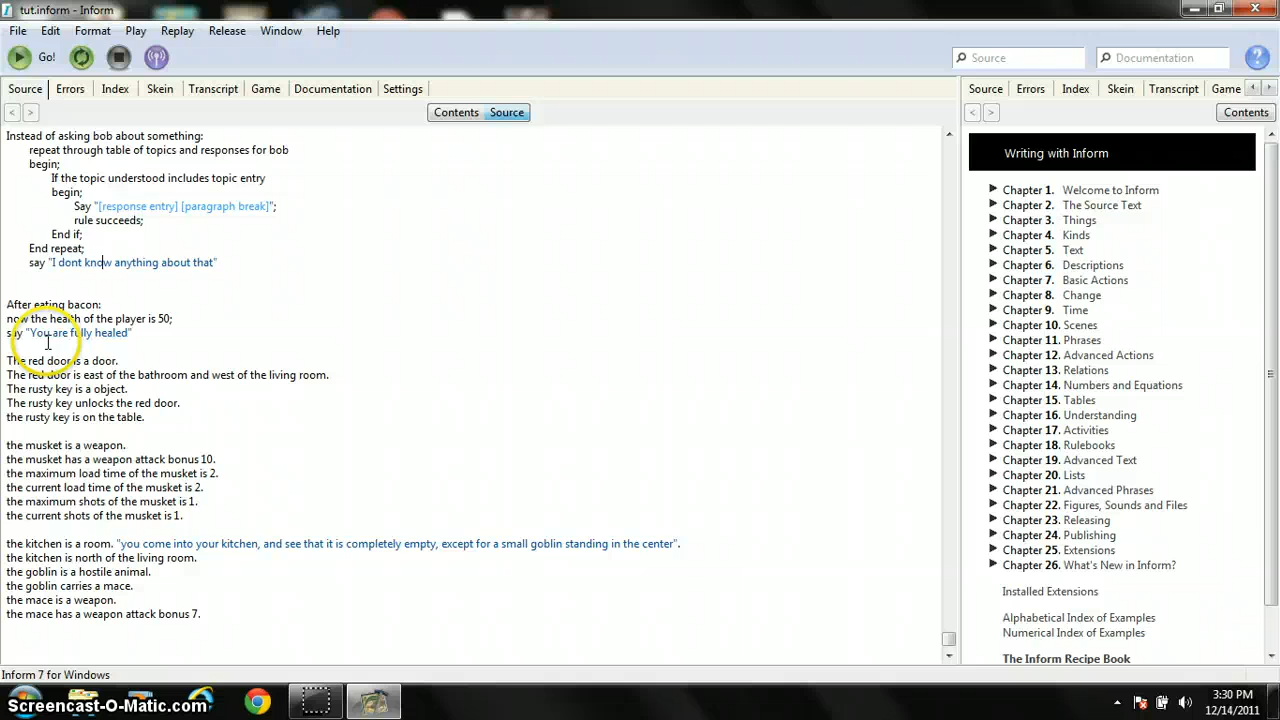 tut.inform - Inform
File Edit Format Play Replay Release Window Help
Go! Source Documentation
Source Errors Index Skein Transcript Game Documentation Settings
Source Errors Index Skein Transcript Game
< > Contents Source
< > Contents
Instead of asking bob about something:
repeat through table of topics and responses for bob
begin;
If the topic understood includes topic entry
begin;
Say "[response entry] [paragraph break]";
rule succeeds;
End if;
End repeat;
say "I dont know anything about that"
After eating bacon:
now the health of the player is 50;
say "You are fully healed"
The red door is a door.
The red door is east of the bathroom and west of the living room.
The rusty key is a object.
The rusty key unlocks the red door.
the rusty key is on the table.
the musket is a weapon.
the musket has a weapon attack bonus 10.
the maximum load time of the musket is 2.
the current load time of the musket is 2.
the maximum shots of the musket is 1.
the current shots of the musket is 1.
the kitchen is a room. "you come into your kitchen, and see that it is completely empty, except for a small goblin standing in the center".
the kitchen is north of the living room.
the goblin is a hostile animal.
the goblin carries a mace.
the mace is a weapon.
the mace has a weapon attack bonus 7.
Writing with Inform
Chapter 1. Welcome to Inform
Chapter 2. The Source Text
Chapter 3. Things
Chapter 4. Kinds
Chapter 5. Text
Chapter 6. Descriptions
Chapter 7. Basic Actions
Chapter 8. Change
Chapter 9. Time
Chapter 10. Scenes
Chapter 11. Phrases
Chapter 12. Advanced Actions
Chapter 13. Relations
Chapter 14. Numbers and Equations
Chapter 15. Tables
Chapter 16. Understanding
Chapter 17. Activities
Chapter 18. Rulebooks
Chapter 19. Advanced Text
Chapter 20. Lists
Chapter 21. Advanced Phrases
Chapter 22. Figures, Sounds and Files
Chapter 23. Releasing
Chapter 24. Publishing
Chapter 25. Extensions
Chapter 26. What's New in Inform?
Installed Extensions
Alphabetical Index of Examples
Numerical Index of Examples
The Inform Recipe Book
Inform 7 for Windows
Screencast-O-Matic.com
3:30 PM
12/14/2011